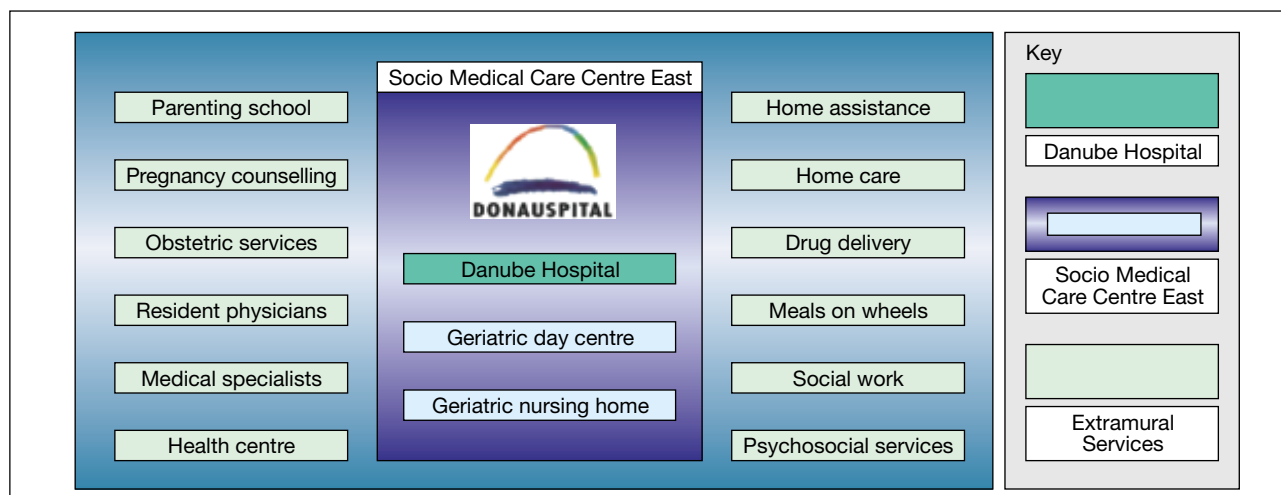 Socio Medical Care Centre East
Parenting school
Pregnancy counselling
Obstetric services
Resident physicians
Medical specialists
Health centre
DONAUSPITAL
Danube Hospital
Geriatric day centre
Geriatric nursing home
Home assistance
Home care
Drug delivery
Meals on wheels
Social work
Psychosocial services
Key
Danube Hospital
Socio Medical
Care Centre East
Extramural
Services